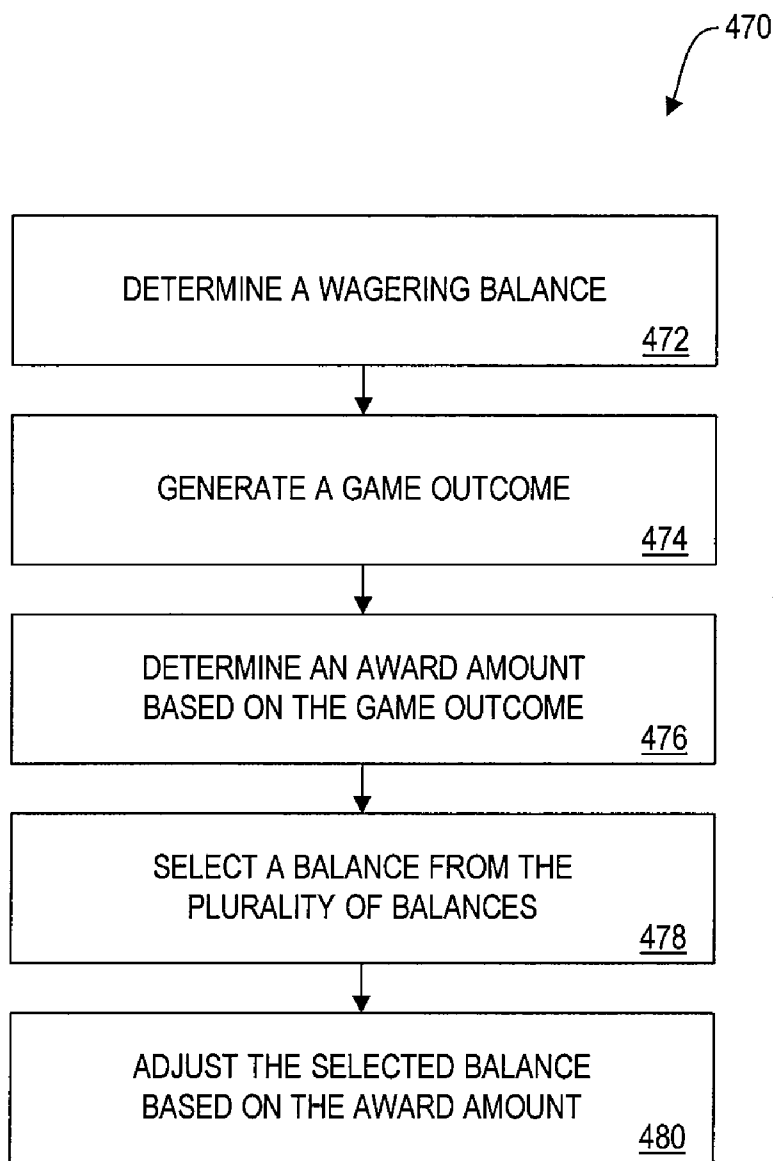 470
DETERMINE A WAGERING BALANCE
472
GENERATE A GAME OUTCOME
474
DETERMINE AN AWARD AMOUNT
BASED ON THE GAME OUTCOME
476
SELECT A BALANCE FROM THE
PLURALITY OF BALANCES
478
ADJUST THE SELECTED BALANCE
BASED ON THE AWARD AMOUNT
480